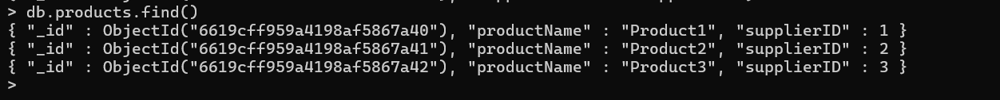 > db.products.find()
{ "_id" : ObjectId("6619cff959a4198af5867a40"), "productName" : "Product1", "supplierID" : 1 }
{ "_id" : ObjectId("6619cff959a4198af5867a41"), "productName" : "Product2", "supplierID" : 2 }
{ "_id" : ObjectId("6619cff959a4198af5867a42"), "productName" : "Product3", "supplierID" : 3 }
>